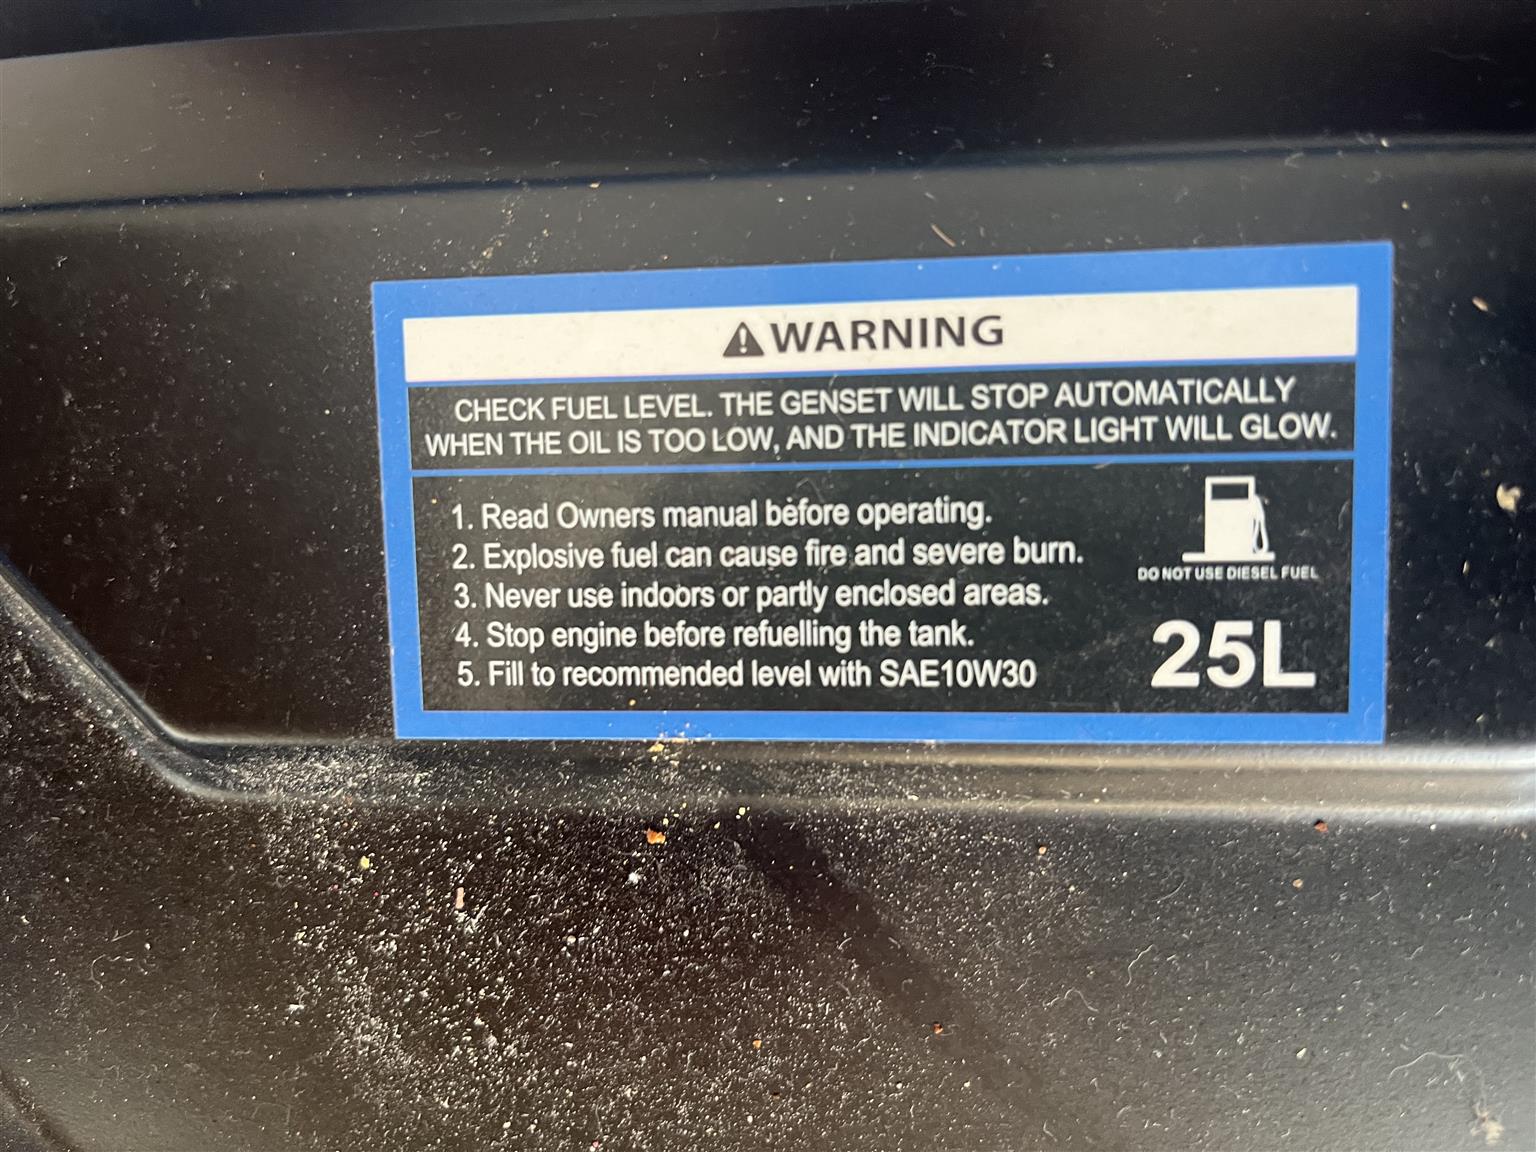 WARNING
CHECK FUEL LEVEL. THE GENSET WILL STOP AUTOMATICALLY
WHEN THE OIL IS TOO LOW, AND THE INDICATOR LIGHT WILL GLOW.
1. Read Owners manual before operating.
2. Explosive fuel can cause fire and severe burn.
3. Never use indoors or partly enclosed areas.
4. Stop engine before refuelling the tank.
5. Fill to recommended level with SAE10W30
DO NOT USE DIESEL FUEL
25L